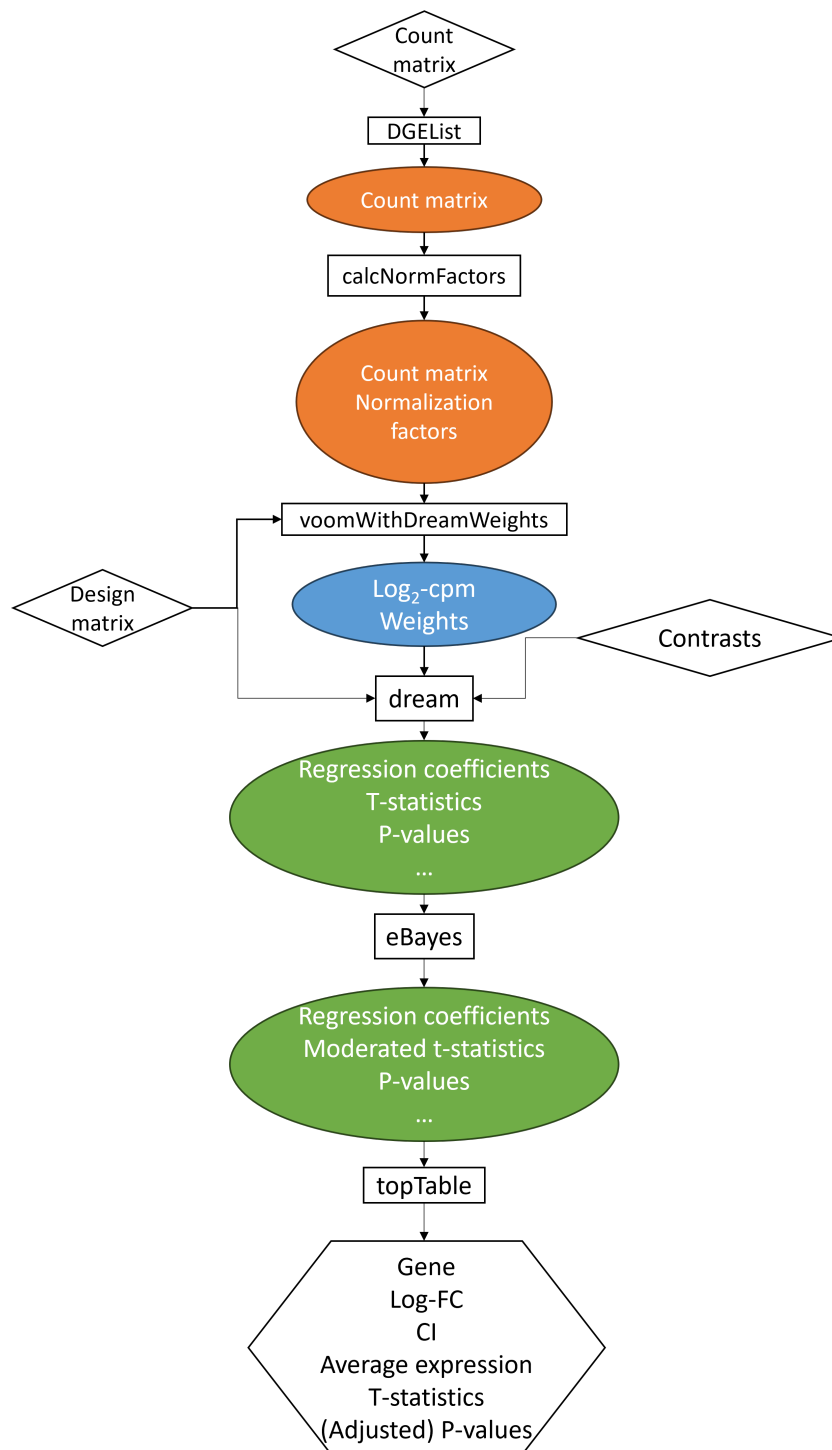 Count
matrix
DGEList
Count matrix
calcNormFactors
Count matrix
Normalization
factors
voomWithDreamWeights
Design
matrix
Log₂-cpm
Weights
Contrasts
dream
Regression coefficients
T-statistics
P-values
...
eBayes
Regression coefficients
Moderated t-statistics
P-values
...
topTable
Gene
Log-FC
CI
Average expression
T-statistics
(Adjusted) P-values